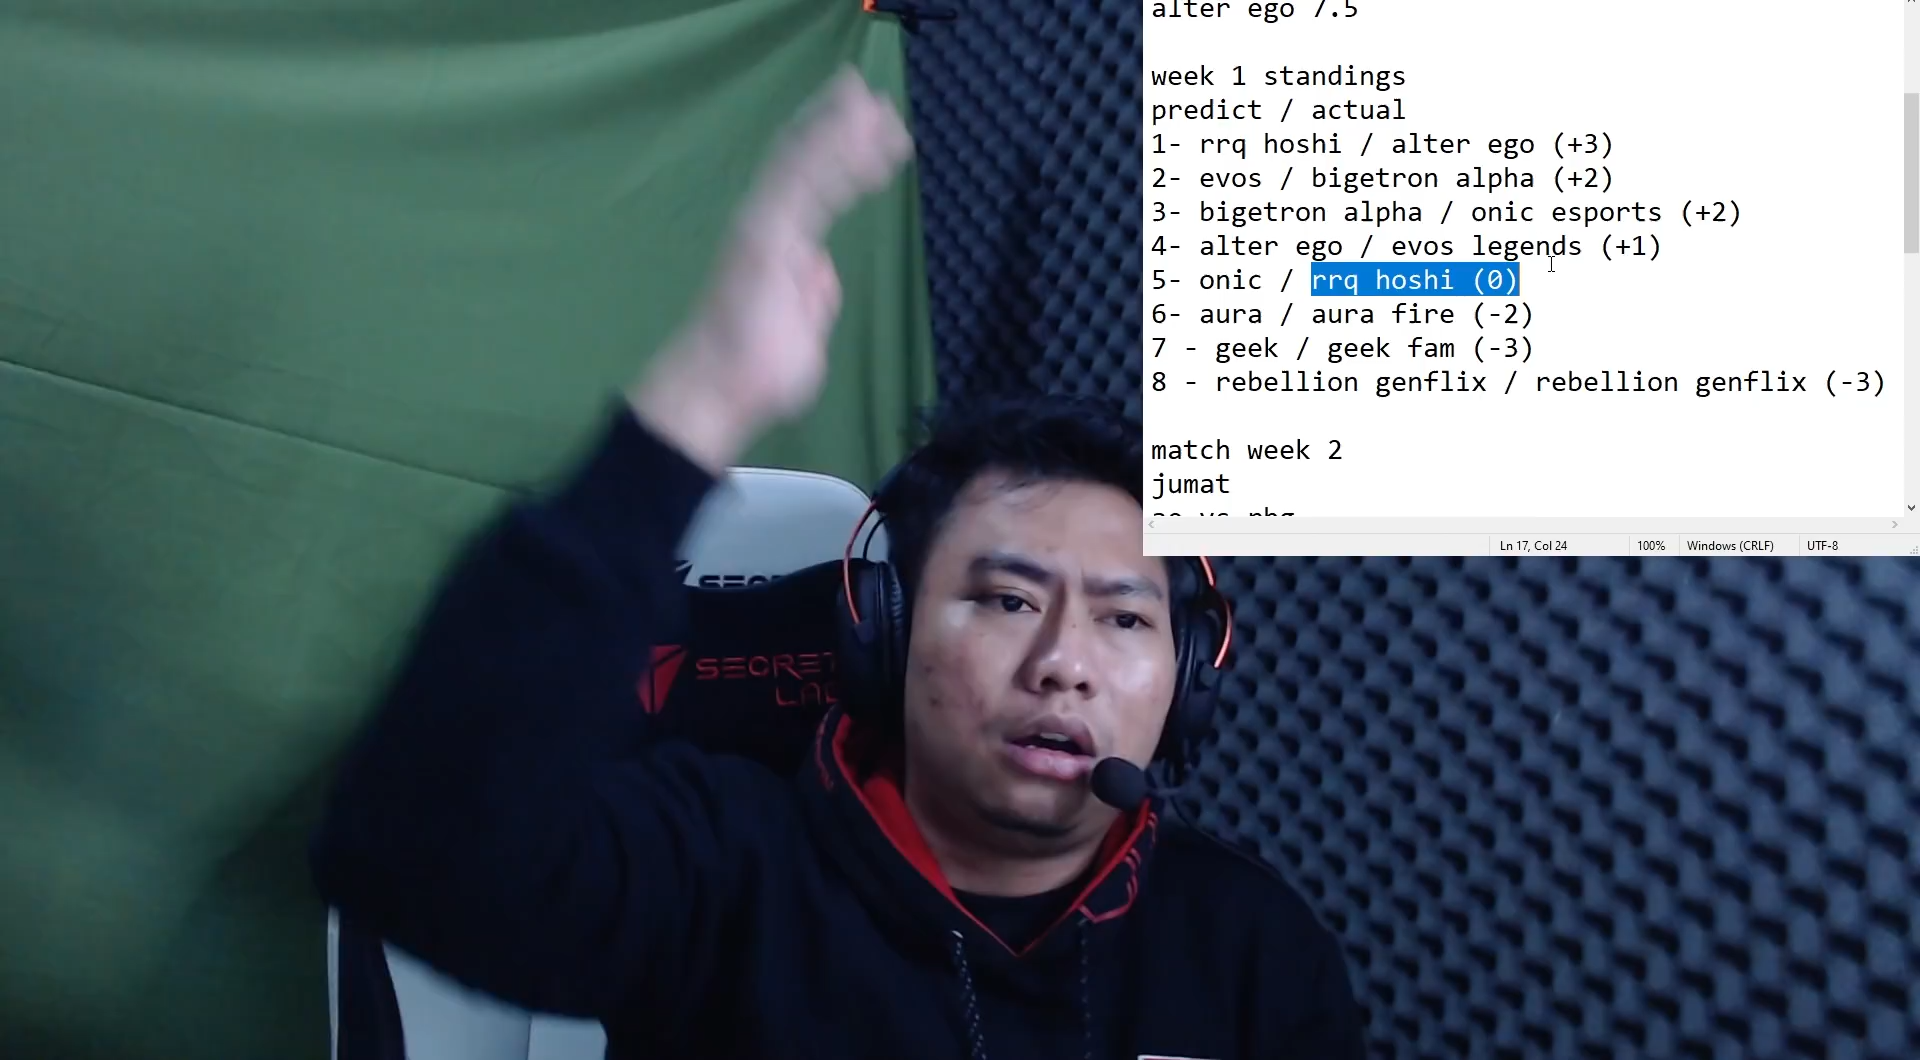 alter ego 7.5
week 1 standings
predict / actual
1- rrq hoshi / alter ego (+3)
2- evos / bigetron alpha (+2)
3- bigetron alpha / onic esports (+2)
4- alter ego / evos legends (+1)
5- onic / rrq hoshi (0)
6- aura / aura fire (-2)
7 - geek / geek fam (-3)
8 - rebellion genflix / rebellion genflix (-3)
match week 2
jumat
Ln 17, Col 24
100%
Windows (CRLF)
UTF-8
SECRET